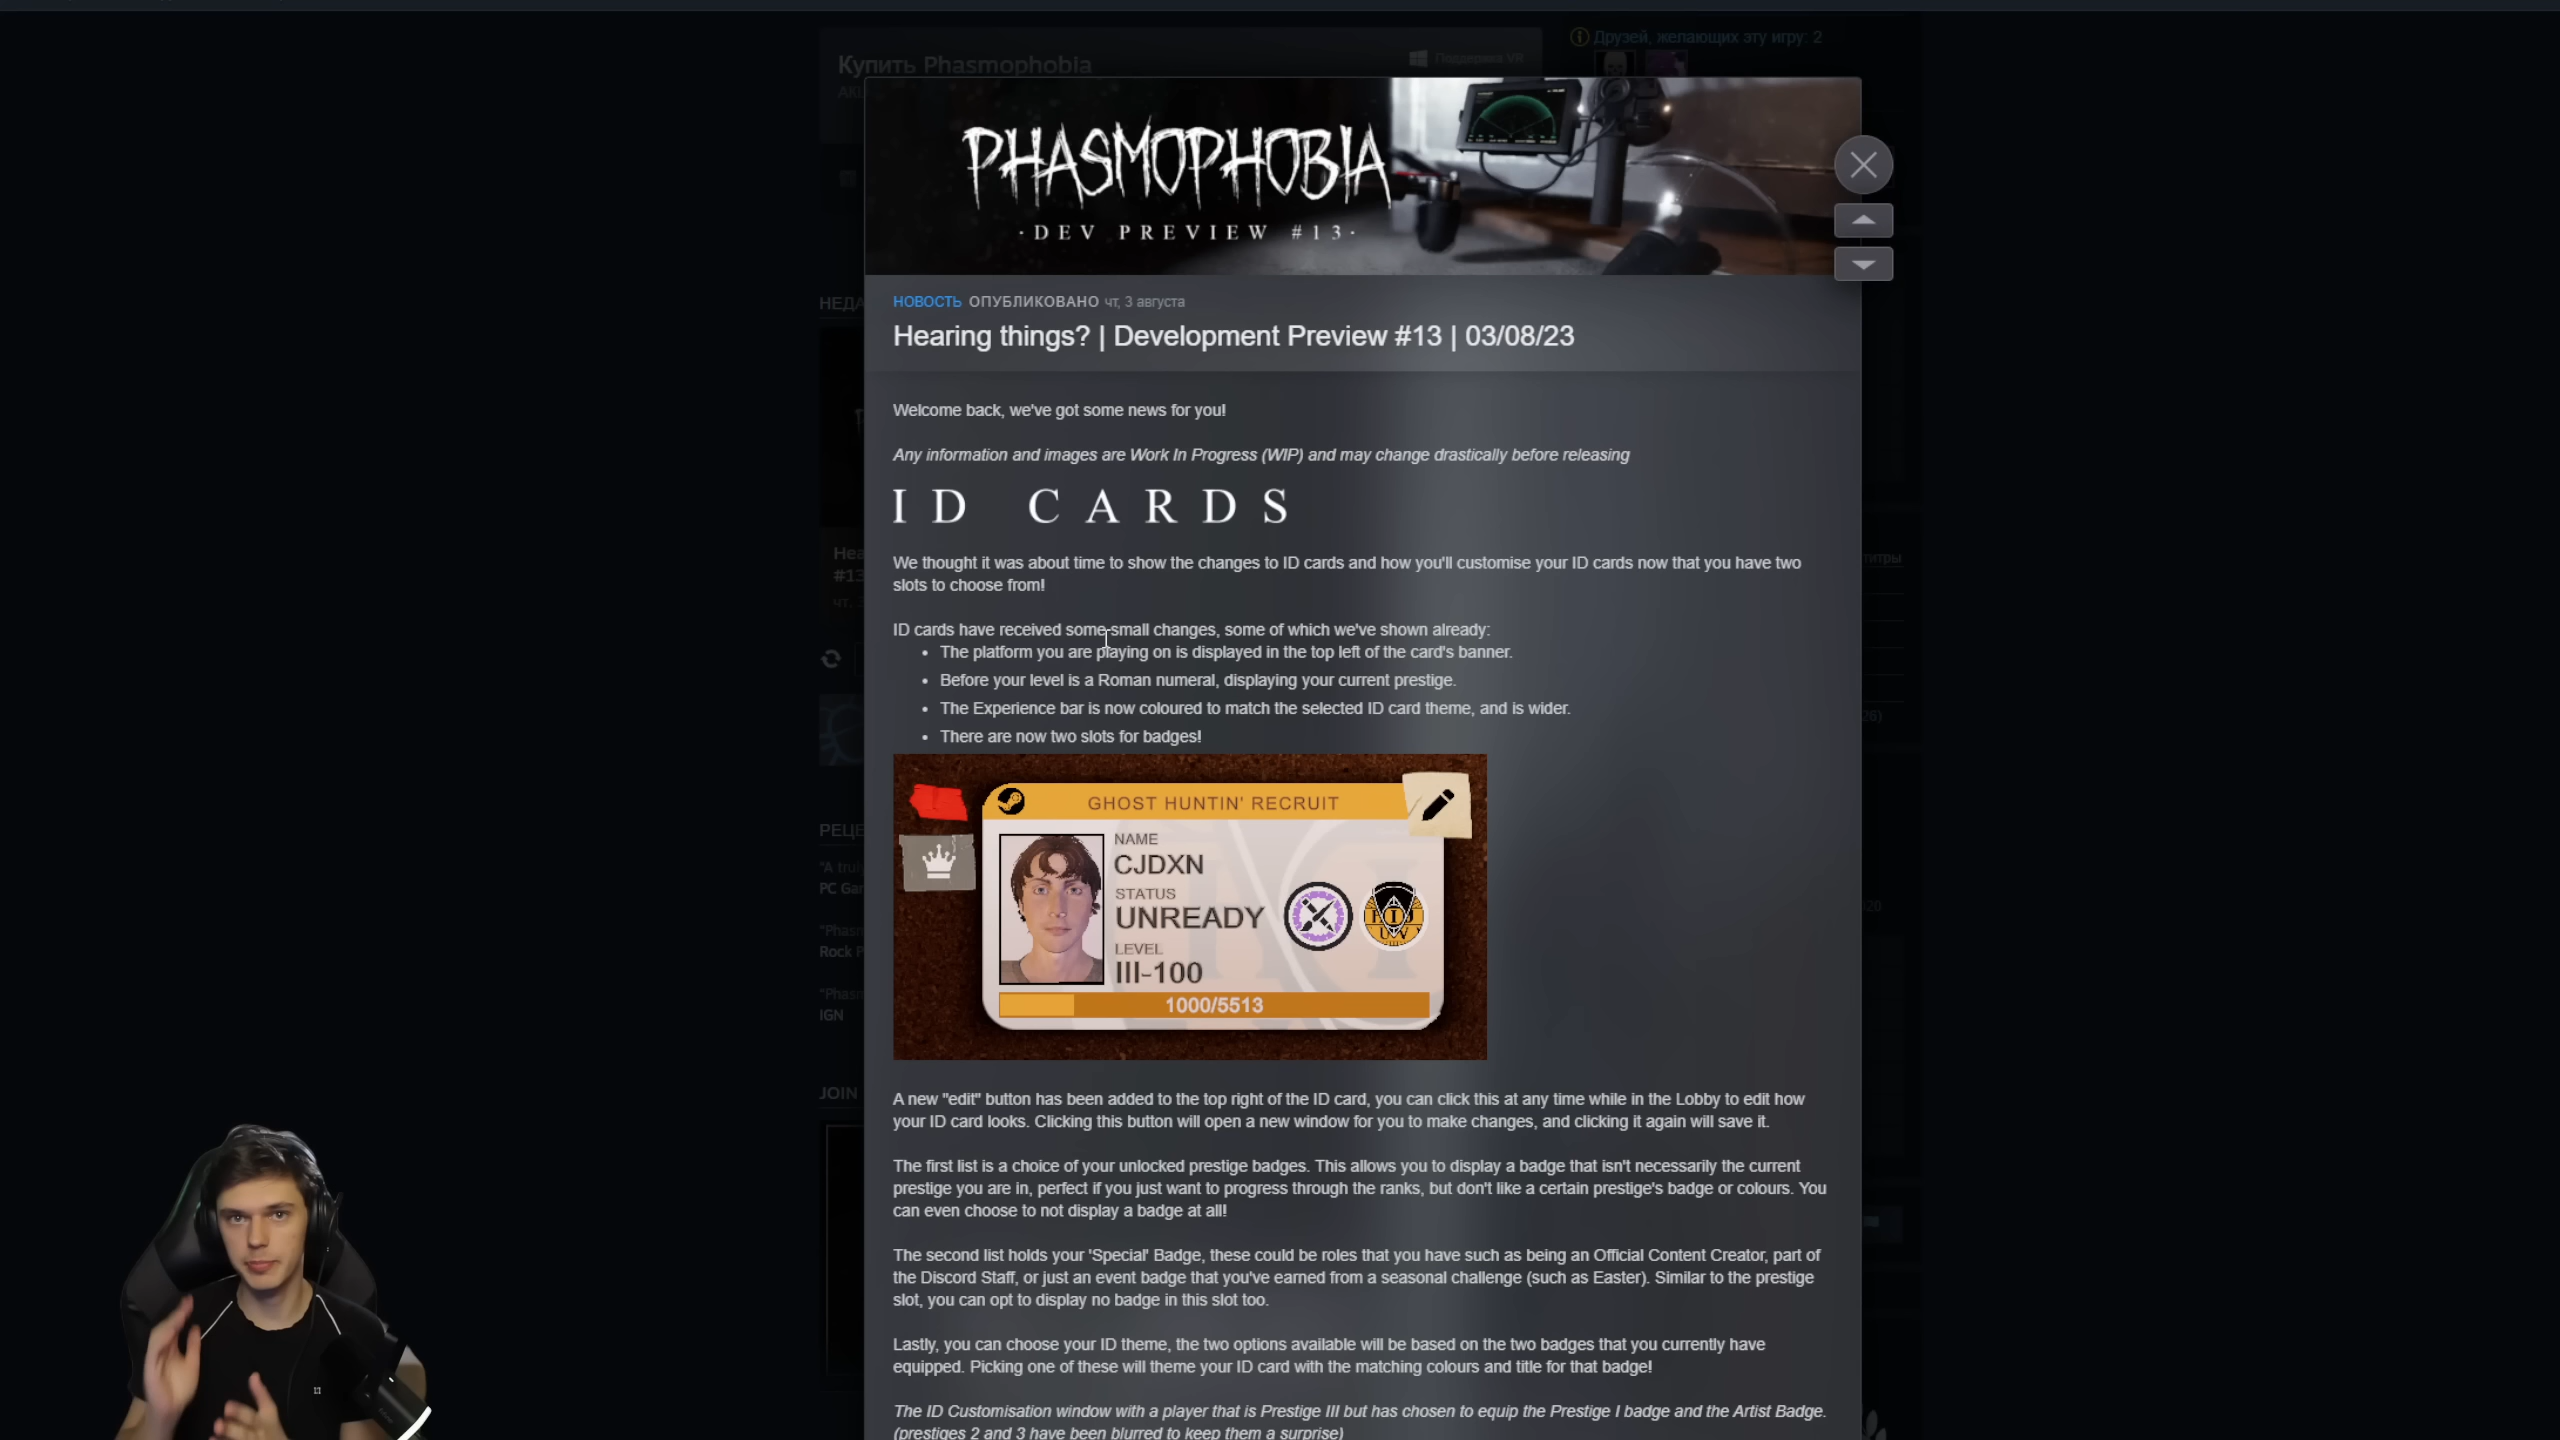 Купить Phasmophobia
Поддержка VR
Друзей, желающих эту игру: 2
PHASMOPHOBIA
·DEV PREVIEW #13·
НОВОСТЬ ОПУБЛИКОВАНО чт, 3 августа
Hearing things? | Development Preview #13 | 03/08/23
Welcome back, we've got some news for you!
Any information and images are Work In Progress (WIP) and may change drastically before releasing
ID CARDS
We thought it was about time to show the changes to ID cards and how you'll customise your ID cards now that you have two
slots to choose from!
ID cards have received some small changes, some of which we've shown already:
• The platform you are playing on is displayed in the top left of the card's banner.
• Before your level is a Roman numeral, displaying your current prestige.
• The Experience bar is now coloured to match the selected ID card theme, and is wider.
• There are now two slots for badges!
GHOST HUNTIN' RECRUIT
NAME
CJDXN
STATUS
UNREADY
LEVEL
III-100
1000/5513
A new "edit" button has been added to the top right of the ID card, you can click this at any time while in the Lobby to edit how
your ID card looks. Clicking this button will open a new window for you to make changes, and clicking it again will save it.
The first list is a choice of your unlocked prestige badges. This allows you to display a badge that isn't necessarily the current
prestige you are in, perfect if you just want to progress through the ranks, but don't like a certain prestige's badge or colours. You
can even choose to not display a badge at all!
The second list holds your 'Special' Badge, these could be roles that you have such as being an Official Content Creator, part of
the Discord Staff, or just an event badge that you've earned from a seasonal challenge (such as Easter). Similar to the prestige
slot, you can opt to display no badge in this slot too.
Lastly, you can choose your ID theme, the two options available will be based on the two badges that you currently have
equipped. Picking one of these will theme your ID card with the matching colours and title for that badge!
The ID Customisation window with a player that is Prestige III but has chosen to equip the Prestige I badge and the Artist Badge.
(prestiges 2 and 3 have been blurred to keep them a surprise)
#13
чт,
IGN
JOIN